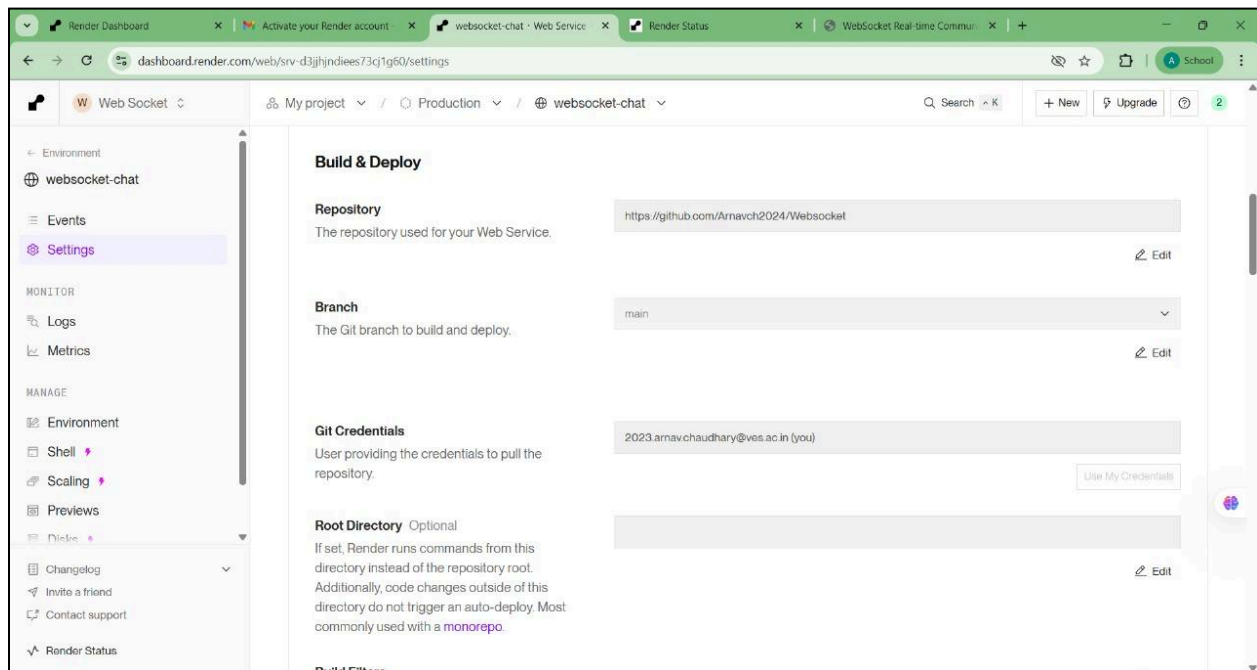 Render Dashboard
Activate your Render account -
websocket-chat · Web Service
Render Status
WebSocket Real-time Commun
dashboard.render.com/web/srv-d3jjhjndiees73cj1g60/settings
A School
W Web Socket
My project / Production / websocket-chat
Search ^ K
+ New
Upgrade
2
← Environment
websocket-chat
Events
Settings
MONITOR
Logs
Metrics
MANAGE
Environment
Shell
Scaling
Previews
Disks
Changelog
Invite a friend
Contact support
Render Status
Build & Deploy
Repository
The repository used for your Web Service.
https://github.com/Arnavch2024/Websocket
Edit
Branch
The Git branch to build and deploy.
main
Edit
Git Credentials
User providing the credentials to pull the
repository.
2023.arnav.chaudhary@ves.ac.in (you)
Use My Credentials
Root Directory Optional
If set, Render runs commands from this
directory instead of the repository root.
Additionally, code changes outside of this
directory do not trigger an auto-deploy. Most
commonly used with a monorepo.
Edit
Build Filters